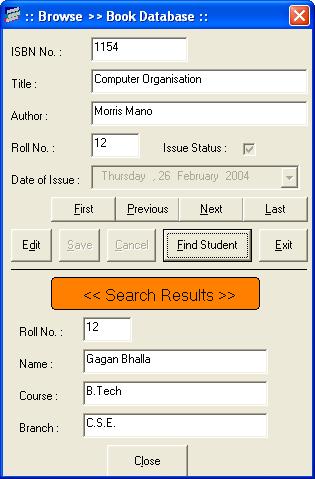 :: Browse >> Book Database ::
ISBN No. : 1154
Title : Computer Organisation
Author : Morris Mano
Roll No. : 12 Issue Status :
Date of Issue : Thursday , 26 February 2004
First Previous Next Last
Edit Save Cancel Find Student Exit
<< Search Results >>
Roll No. : 12
Name : Gagan Bhalla
Course : B.Tech
Branch : C.S.E.
Close